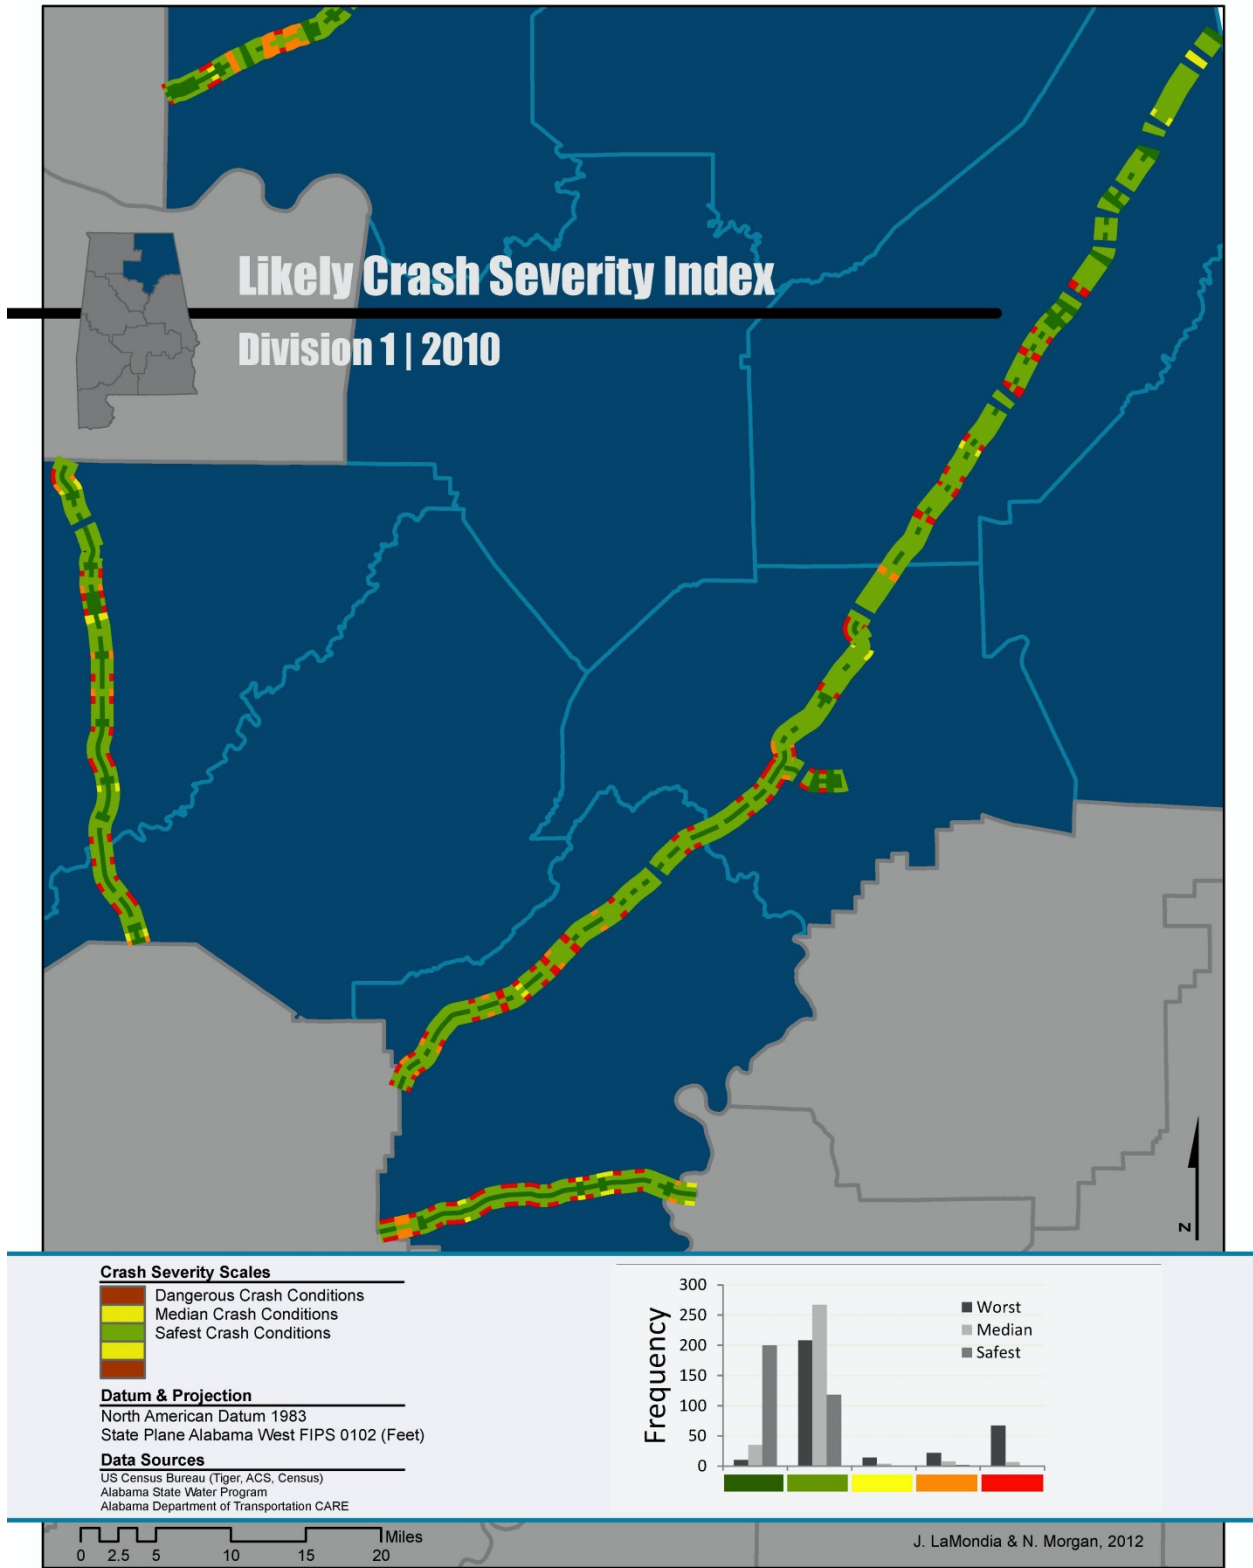 Likely Crash Severity Index
Division 1 | 2010
Z
Crash Severity Scales
Dangerous Crash Conditions
Median Crash Conditions
Safest Crash Conditions
Datum & Projection
North American Datum 1983
State Plane Alabama West FIPS 0102 (Feet)
Data Sources
US Census Bureau (Tiger, ACS, Census)
Alabama State Water Program
Alabama Department of Transportation CARE
Frequency
300
250
200
150
100
50
0
Worst
Median
Safest
Miles
0 2.5 5 10 15 20
J. LaMondia & N. Morgan, 2012